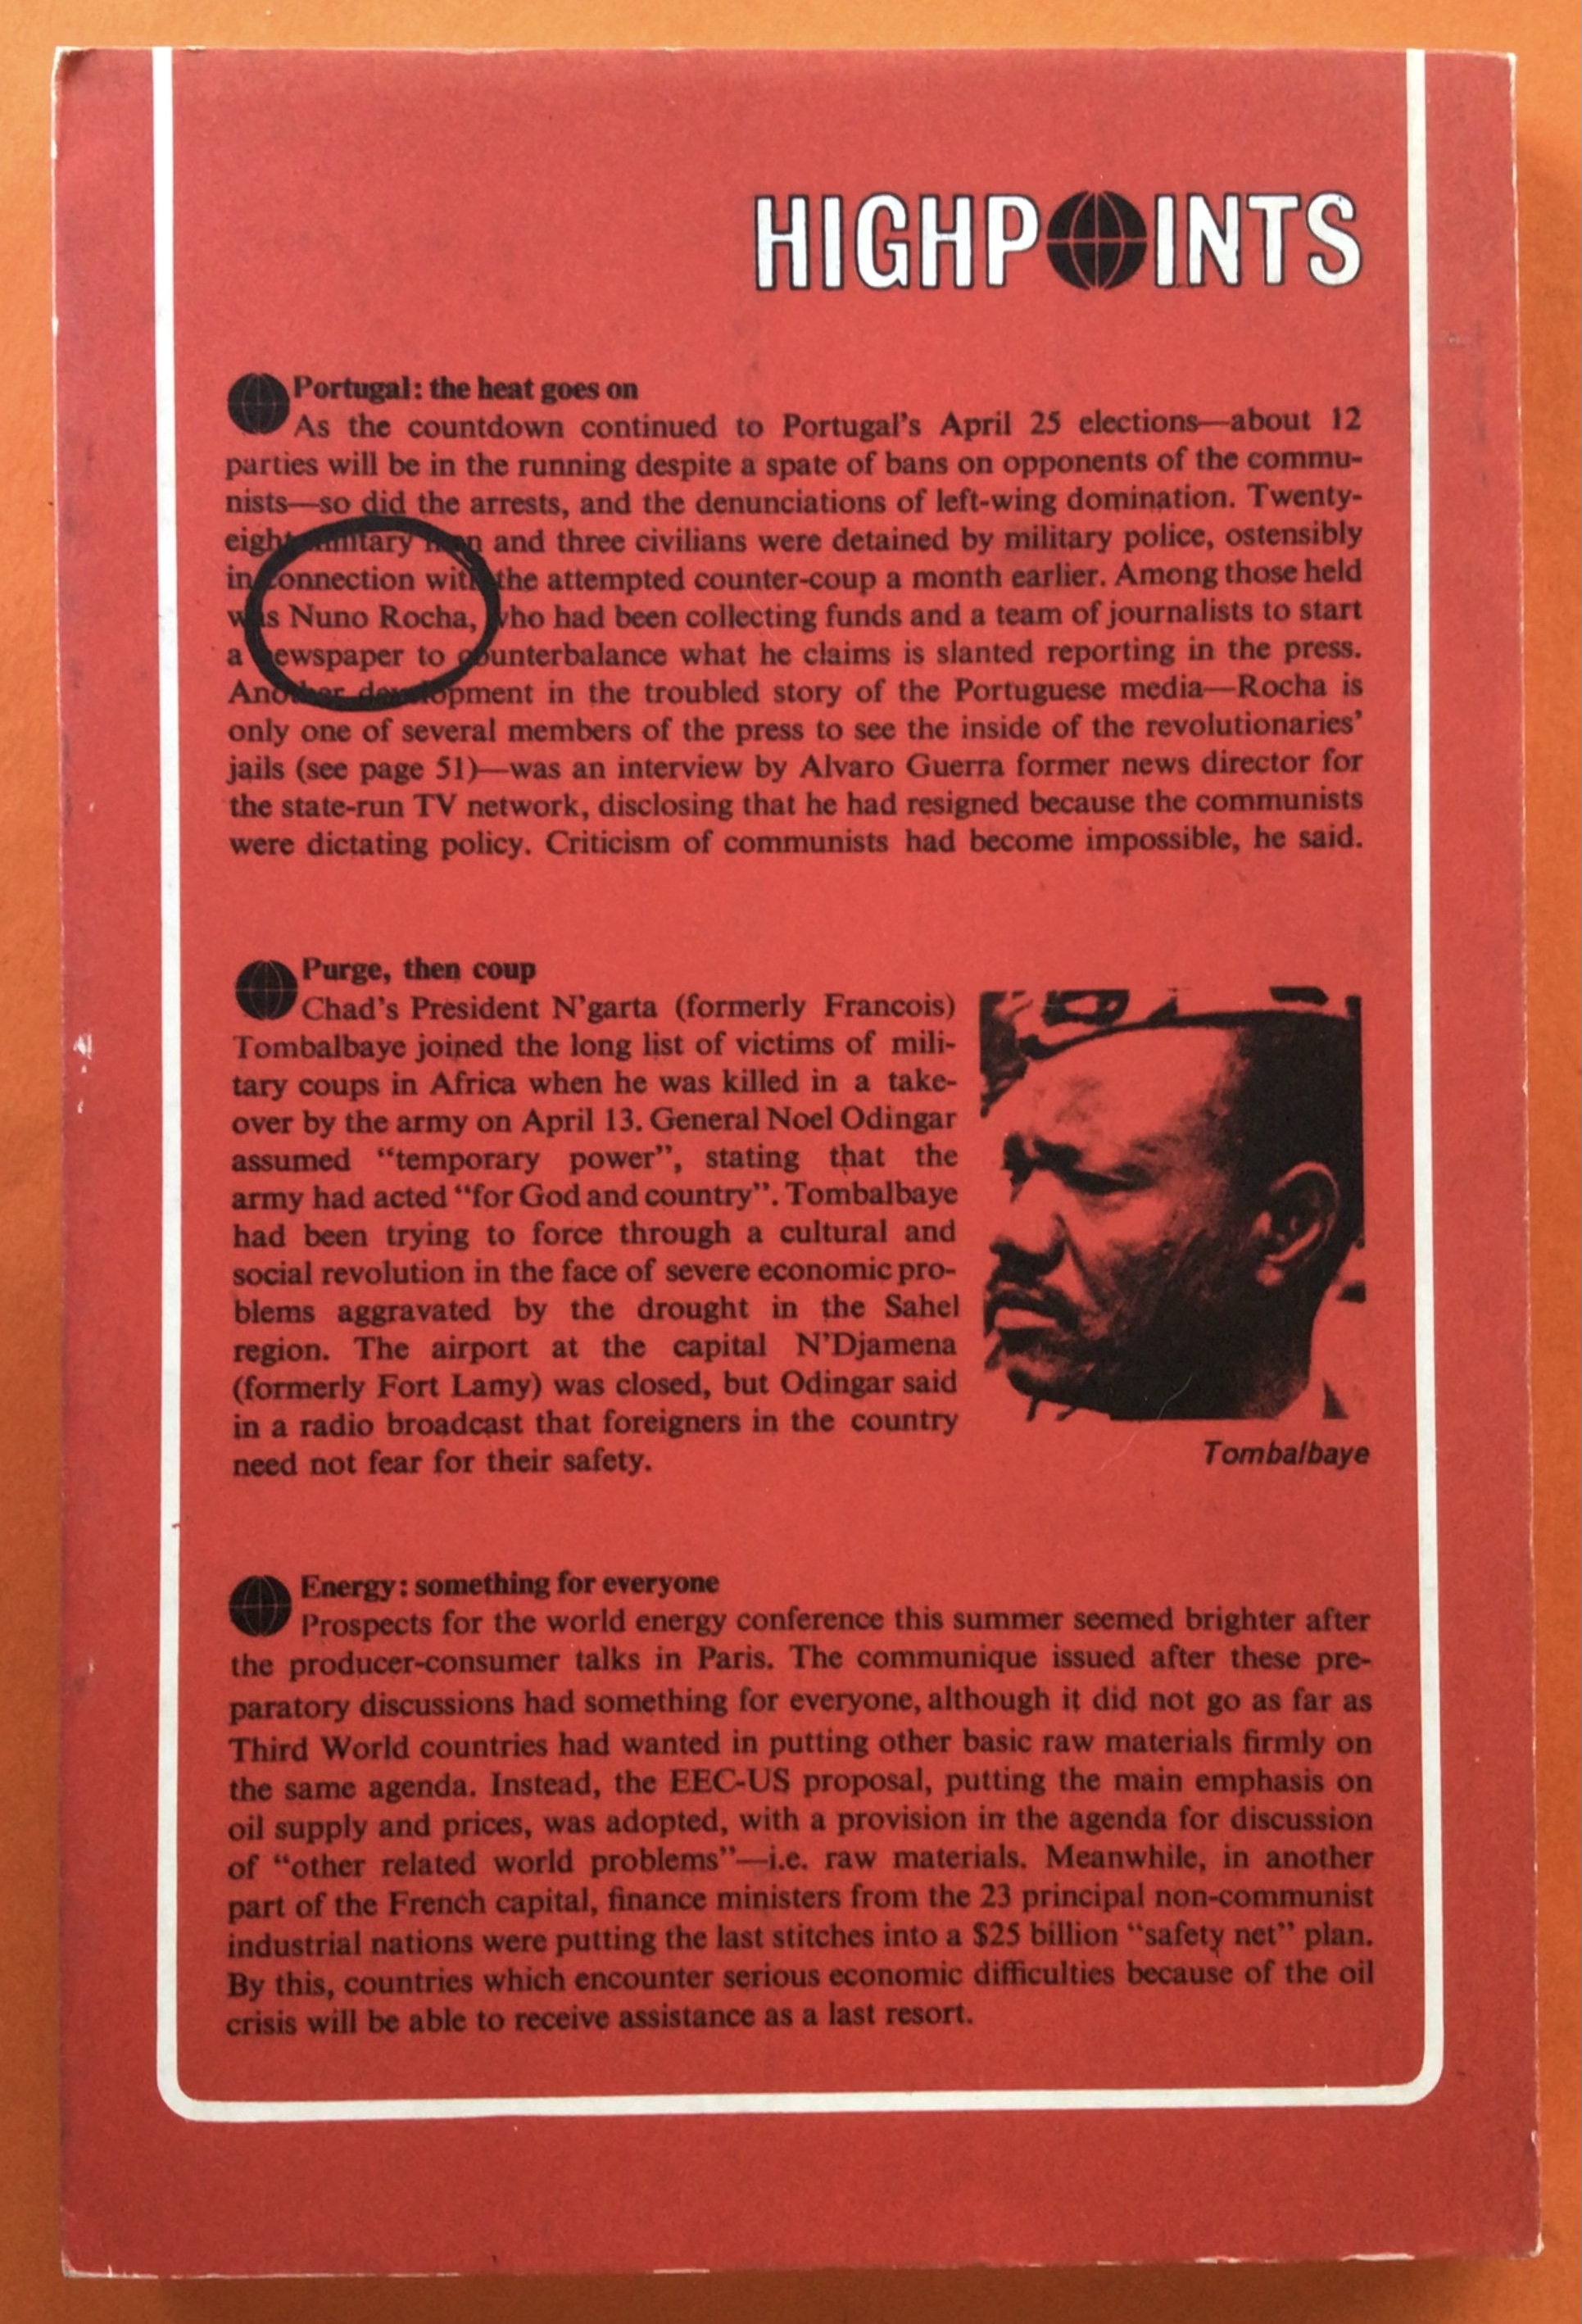 HIGHPOINTS
Portugal: the heat goes on
As the countdown continued to Portugal's April 25 elections—about 12
parties will be in the running despite a spate of bans on opponents of the commu-
nists—so did the arrests, and the denunciations of left-wing domination. Twenty-
eight military men and three civilians were detained by military police, ostensibly
in connection with the attempted counter-coup a month earlier. Among those held
was Nuno Rocha, who had been collecting funds and a team of journalists to start
a newspaper to counterbalance what he claims is slanted reporting in the press.
Another development in the troubled story of the Portuguese media—Rocha is
only one of several members of the press to see the inside of the revolutionaries'
jails (see page 51)—was an interview by Alvaro Guerra former news director for
the state-run TV network, disclosing that he had resigned because the communists
were dictating policy. Criticism of communists had become impossible, he said.
Purge, then coup
Chad's President N'garta (formerly Francois)
Tombalbaye joined the long list of victims of mili-
tary coups in Africa when he was killed in a take-
over by the army on April 13. General Noel Odingar
assumed "temporary power", stating that the
army had acted "for God and country". Tombalbaye
had been trying to force through a cultural and
social revolution in the face of severe economic pro-
blems aggravated by the drought in the Sahel
region. The airport at the capital N'Djamena
(formerly Fort Lamy) was closed, but Odingar said
in a radio broadcast that foreigners in the country
need not fear for their safety.
Tombalbaye
Energy: something for everyone
Prospects for the world energy conference this summer seemed brighter after
the producer-consumer talks in Paris. The communique issued after these pre-
paratory discussions had something for everyone, although it did not go as far as
Third World countries had wanted in putting other basic raw materials firmly on
the same agenda. Instead, the EEC-US proposal, putting the main emphasis on
oil supply and prices, was adopted, with a provision in the agenda for discussion
of "other related world problems"—i.e. raw materials. Meanwhile, in another
part of the French capital, finance ministers from the 23 principal non-communist
industrial nations were putting the last stitches into a $25 billion "safety net" plan.
By this, countries which encounter serious economic difficulties because of the oil
crisis will be able to receive assistance as a last resort.